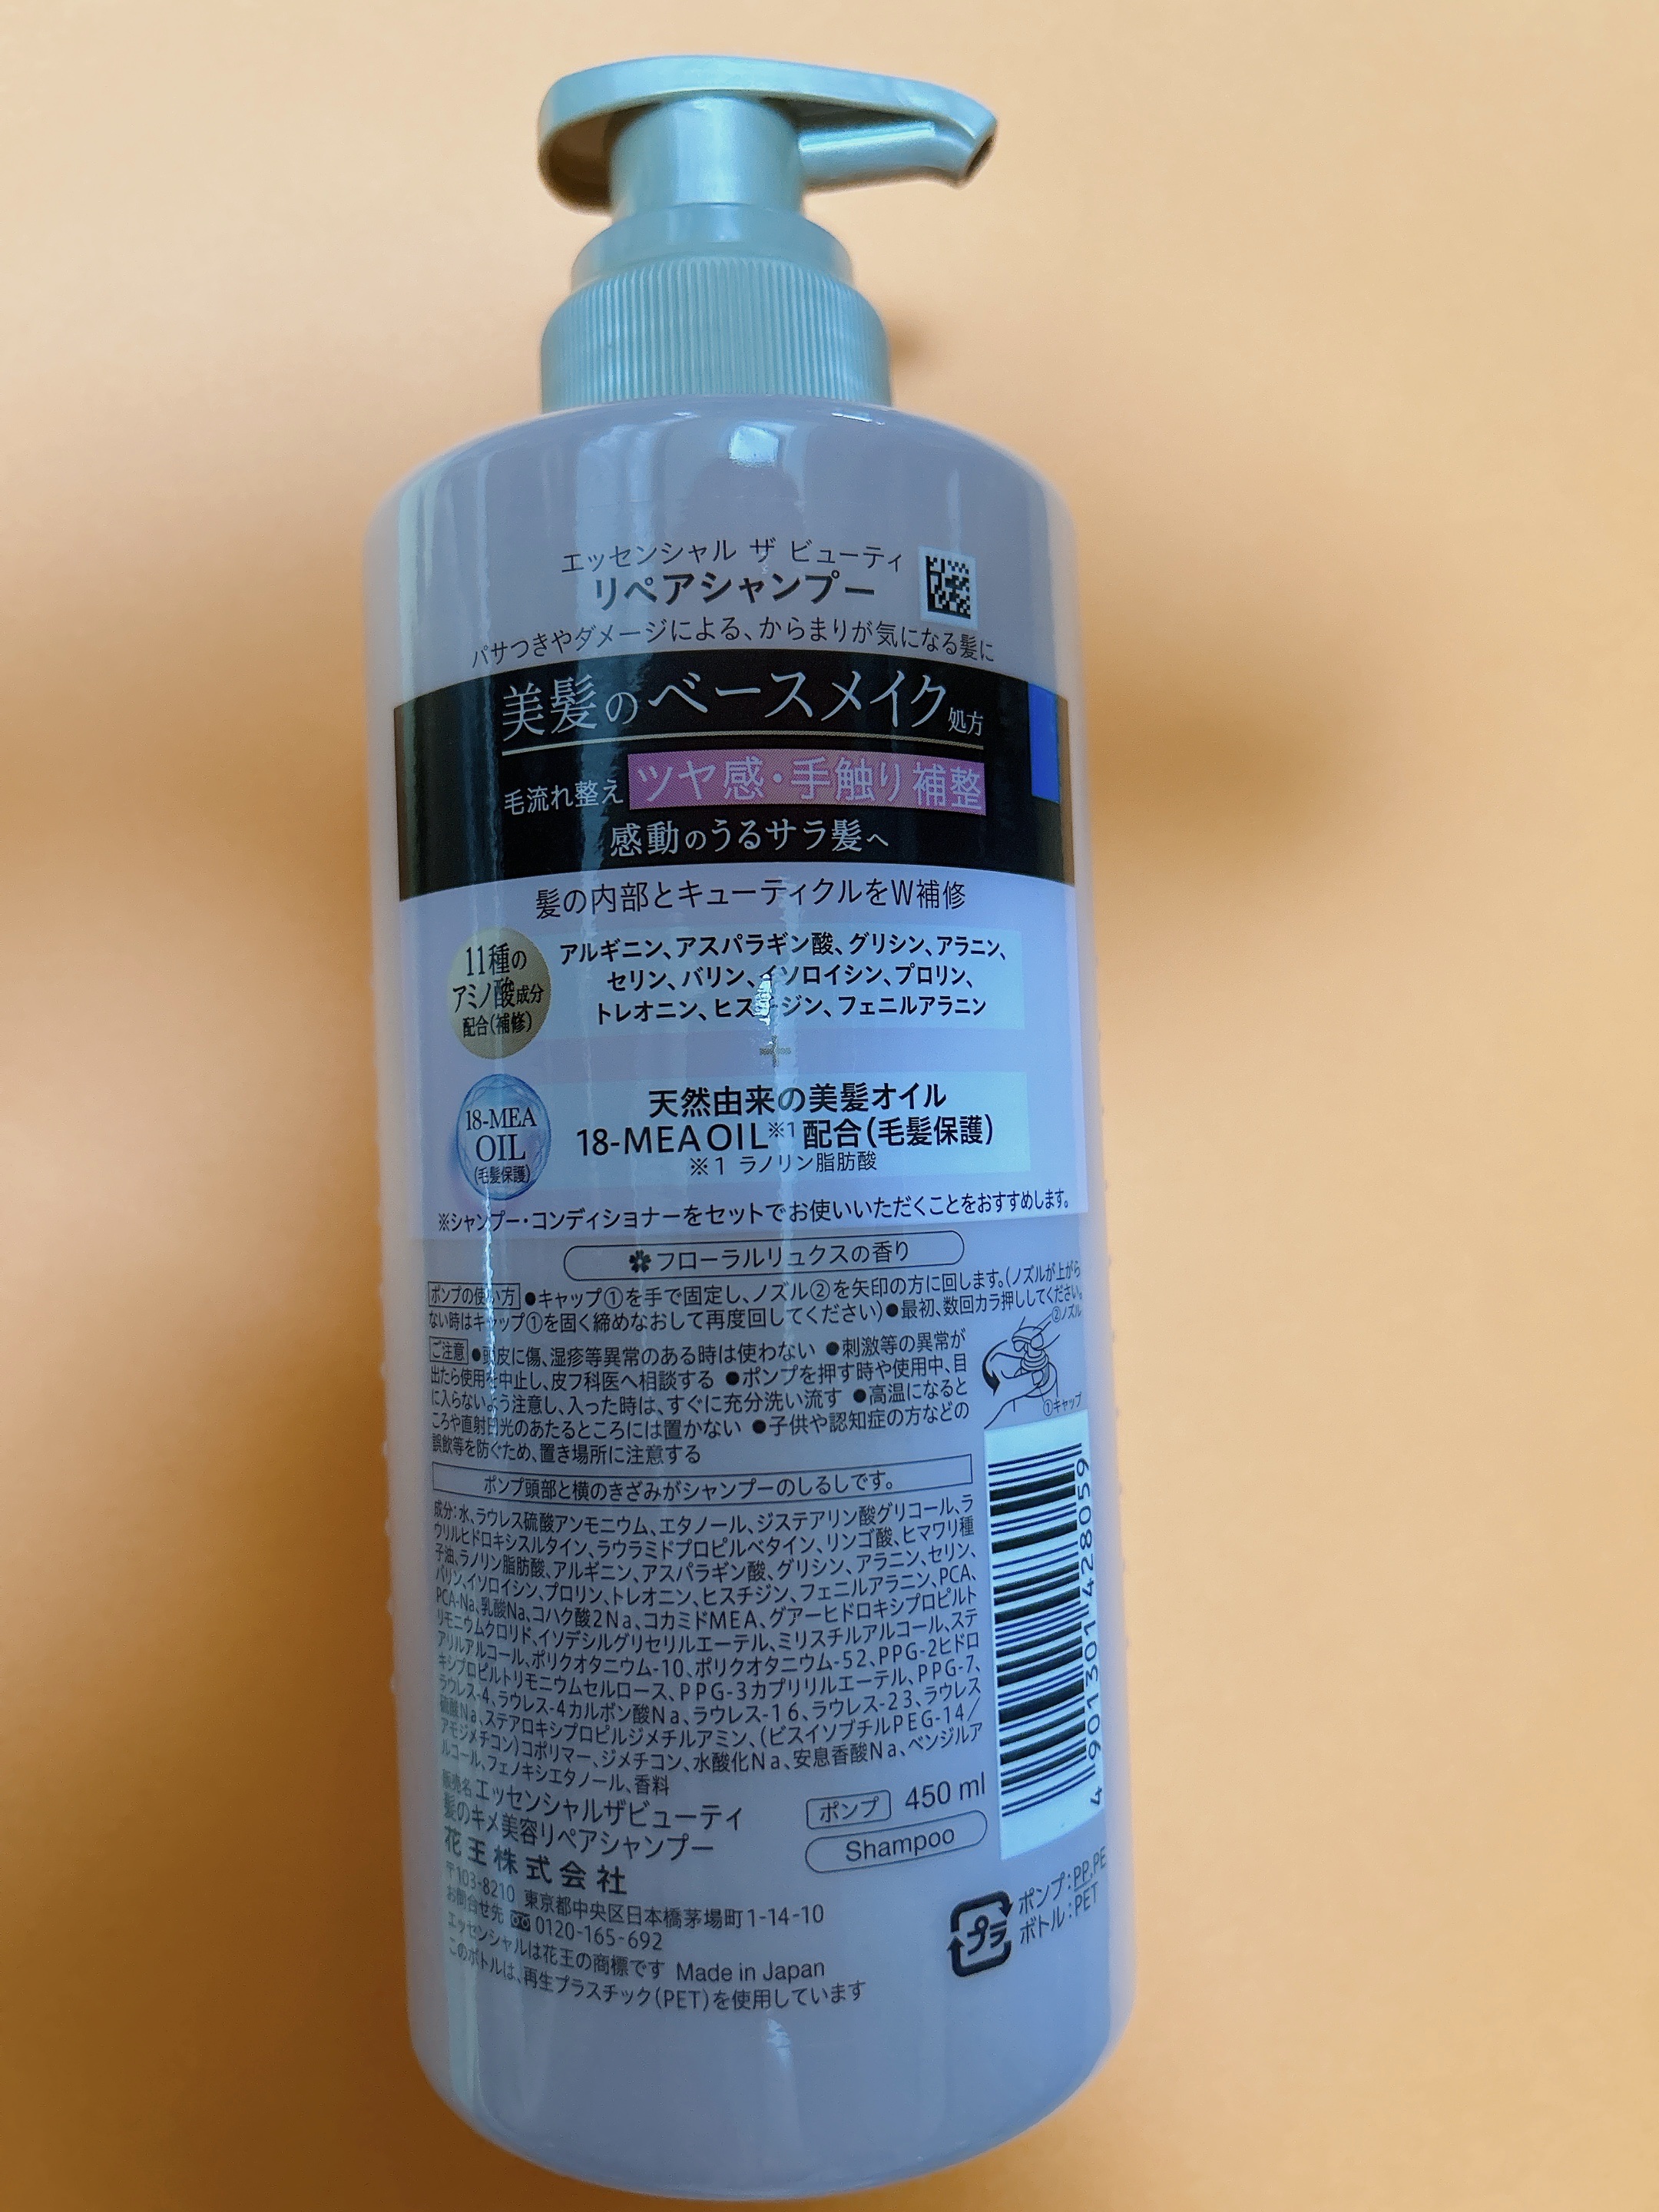 エッセンシャル ザ ビューティ
リペアシャンプー
パサつきやダメージによる、からまりが気になる髪に
美髪のベースメイク処方
毛流れ整え ツヤ感・手触り補整
感動のうるサラ髪へ
髪の内部とキューティクルをW補修
11種の
アミノ酸成分
配合(補修)
アルギニン、アスパラギン酸、グリシン、アラニン、
セリン、バリン、イソロイシン、プロリン、
トレオニン、ヒスチジン、フェニルアラニン
+
18-MEA
OIL
(毛髪保護)
天然由来の美髪オイル
18-MEA OIL※1配合(毛髪保護)
※1 ラノリン脂肪酸
※シャンプー・コンディショナーをセットでお使いいただくことをおすすめします。
フローラルリュクスの香り
ポンプの使い方 ●キャップ①を手で固定し、ノズル②を矢印の方に回します。(ノズルが上がら
ない時はキャップ①を固く締めなおして再度回してください)●最初、数回カラ押ししてください。
②ノズル
①キャップ
ご注意 ●頭皮に傷、湿疹等異常のある時は使わない ●刺激等の異常が
出たら使用を中止し、皮フ科医へ相談する ●ポンプを押す時や使用中、目
に入らないよう注意し、入った時は、すぐに充分洗い流す ●高温になると
ころや直射日光のあたるところには置かない ●子供や認知症の方などの
誤飲等を防ぐため、置き場所に注意する
ポンプ頭部と横のきざみがシャンプーのしるしです。
成分:水、ラウレス硫酸アンモニウム、エタノール、ジステアリン酸グリコール、ラ
ウリルヒドロキシスルタイン、ラウラミドプロピルベタイン、リンゴ酸、ヒマワリ種
子油、ラノリン脂肪酸、アルギニン、アスパラギン酸、グリシン、アラニン、セリン、
バリン、イソロイシン、プロリン、トレオニン、ヒスチジン、フェニルアラニン、PCA、
PCA-Na、乳酸Na、コハク酸2Na、コカミドMEA、グアーヒドロキシプロピルト
リモニウムクロリド、イソデシルグリセリルエーテル、ミリスチルアルコール、ステ
アリルアルコール、ポリクオタニウム-10、ポリクオタニウム-52、PPG-2ヒドロ
キシプロピルトリモニウムセルロース、PPG-3カプリリルエーテル、PPG-7、
ラウレス-4、ラウレス-4カルボン酸Na、ラウレス-16、ラウレス-23、ラウレス
硫酸Na、ステアロキシプロピルジメチルアミン、(ビスイソブチルPEG-14/
アモジメチコン)コポリマー、ジメチコン、水酸化Na、安息香酸Na、ベンジルア
ルコール、フェノキシエタノール、香料
4 901301 428059
販売名 エッセンシャルザビューティ
髪のキメ美容リペアシャンプー
ポンプ 450 ml
Shampoo
花王株式会社
〒103-8210 東京都中央区日本橋茅場町1-14-10
お問合せ先 0120-165-692
エッセンシャルは花王の商標です Made in Japan
このボトルは、再生プラスチック(PET)を使用しています
プラ
ポンプ:PP,PE
ボトル:PET